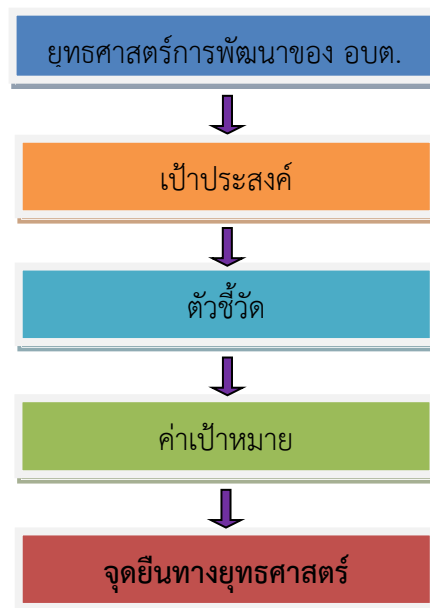 ยุทธศาสตร์การพัฒนาของ อบต.
เป้าประสงค์
ตัวชี้วัด
ค่าเป้าหมาย
จุดยืนทางยุทธศาสตร์